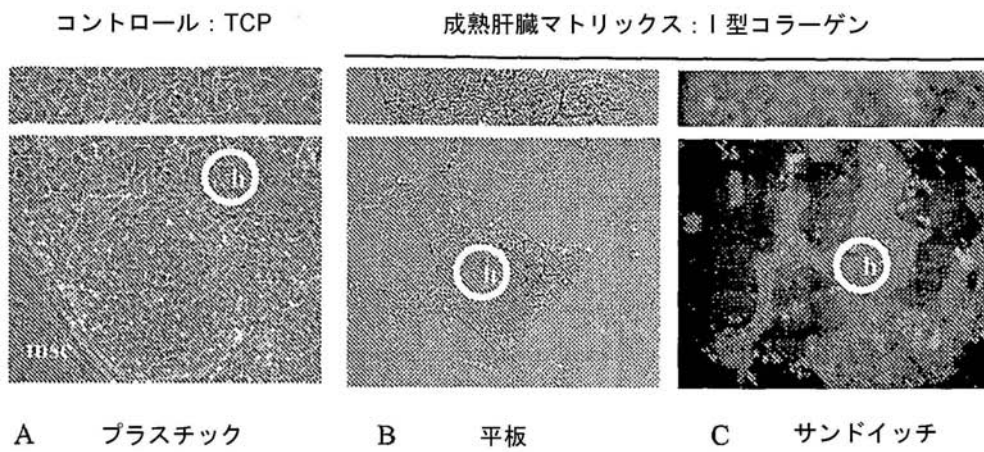 コントロール：TCP
成熟肝臓マトリックス：I 型コラーゲン
h
msc
h
h
A プラスチック
B 平板
C サンドイッチ